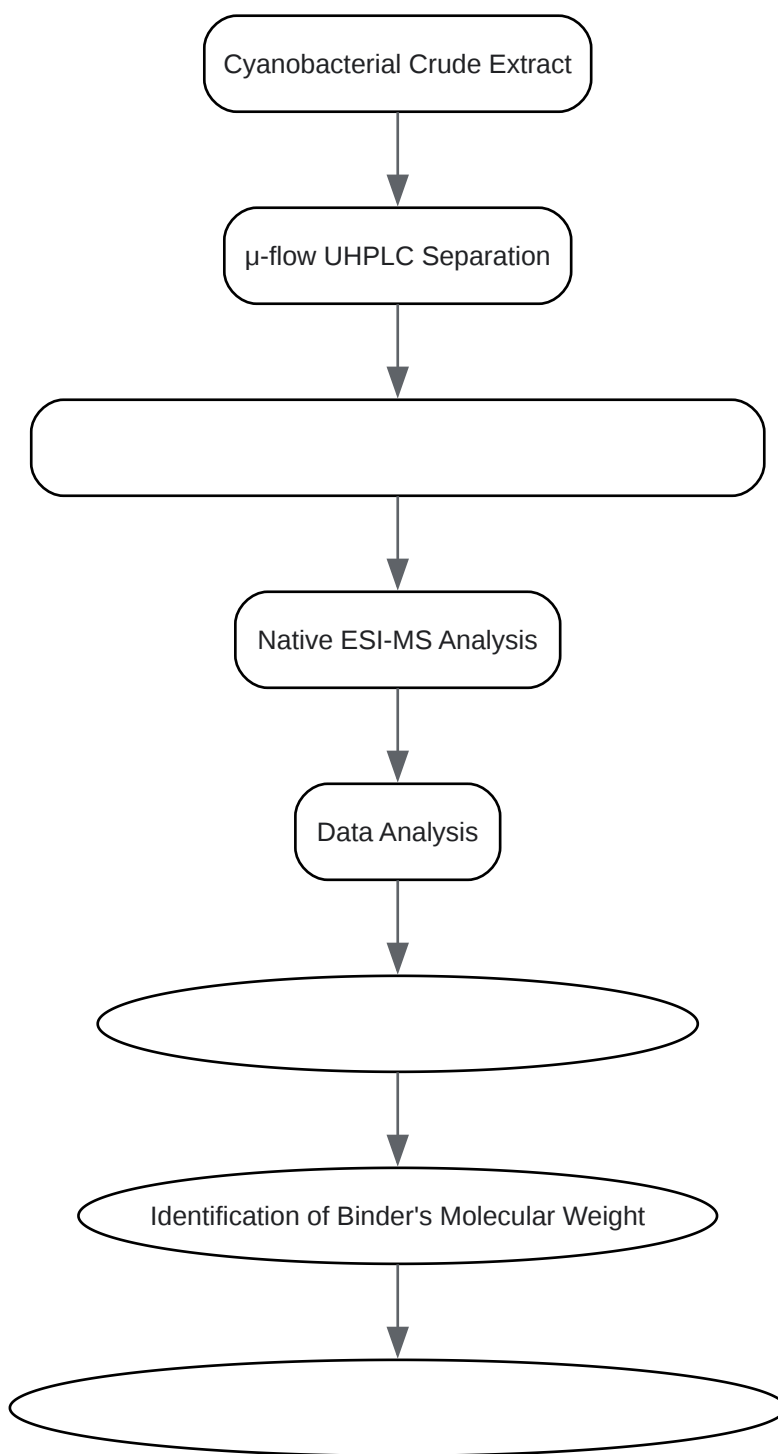 Cyanobacterial Crude Extract
μ-flow UHPLC Separation
Native ESI-MS Analysis
Data Analysis
Identification of Binder's Molecular Weight